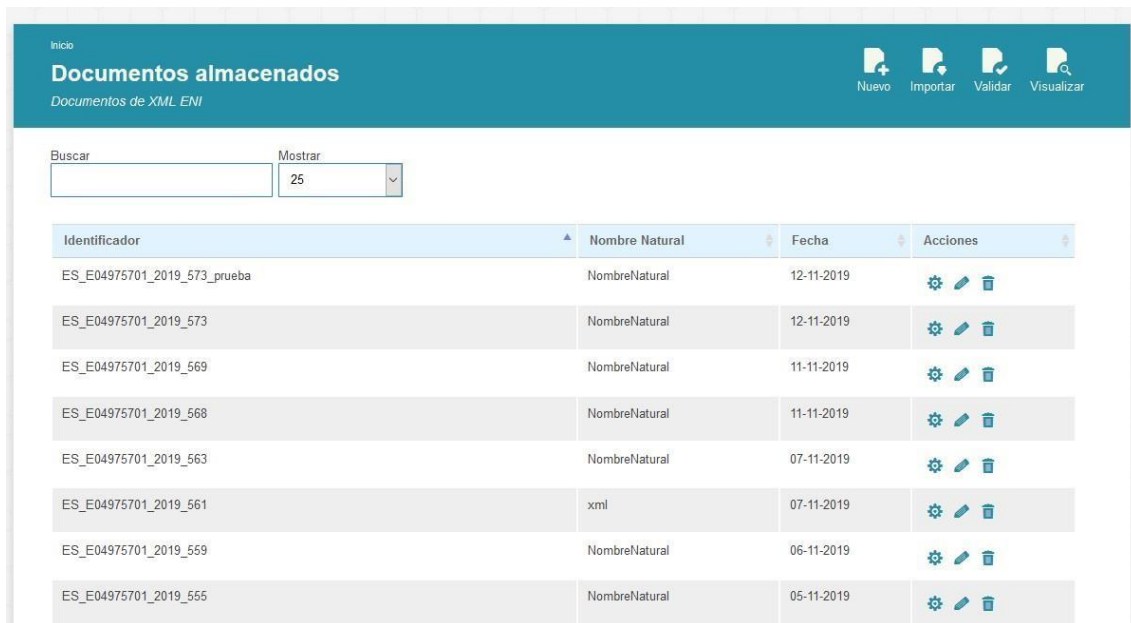 Inicio
Documentos almacenados
Documentos de XML ENI
Nuevo Importar Validar Visualizar
Buscar Mostrar
25
Identificador Nombre Natural Fecha Acciones
ES_E04975701_2019_573_prueba NombreNatural 12-11-2019
ES_E04975701_2019_573 NombreNatural 12-11-2019
ES_E04975701_2019_569 NombreNatural 11-11-2019
ES_E04975701_2019_568 NombreNatural 11-11-2019
ES_E04975701_2019_563 NombreNatural 07-11-2019
ES_E04975701_2019_561 xml 07-11-2019
ES_E04975701_2019_559 NombreNatural 06-11-2019
ES_E04975701_2019_555 NombreNatural 05-11-2019